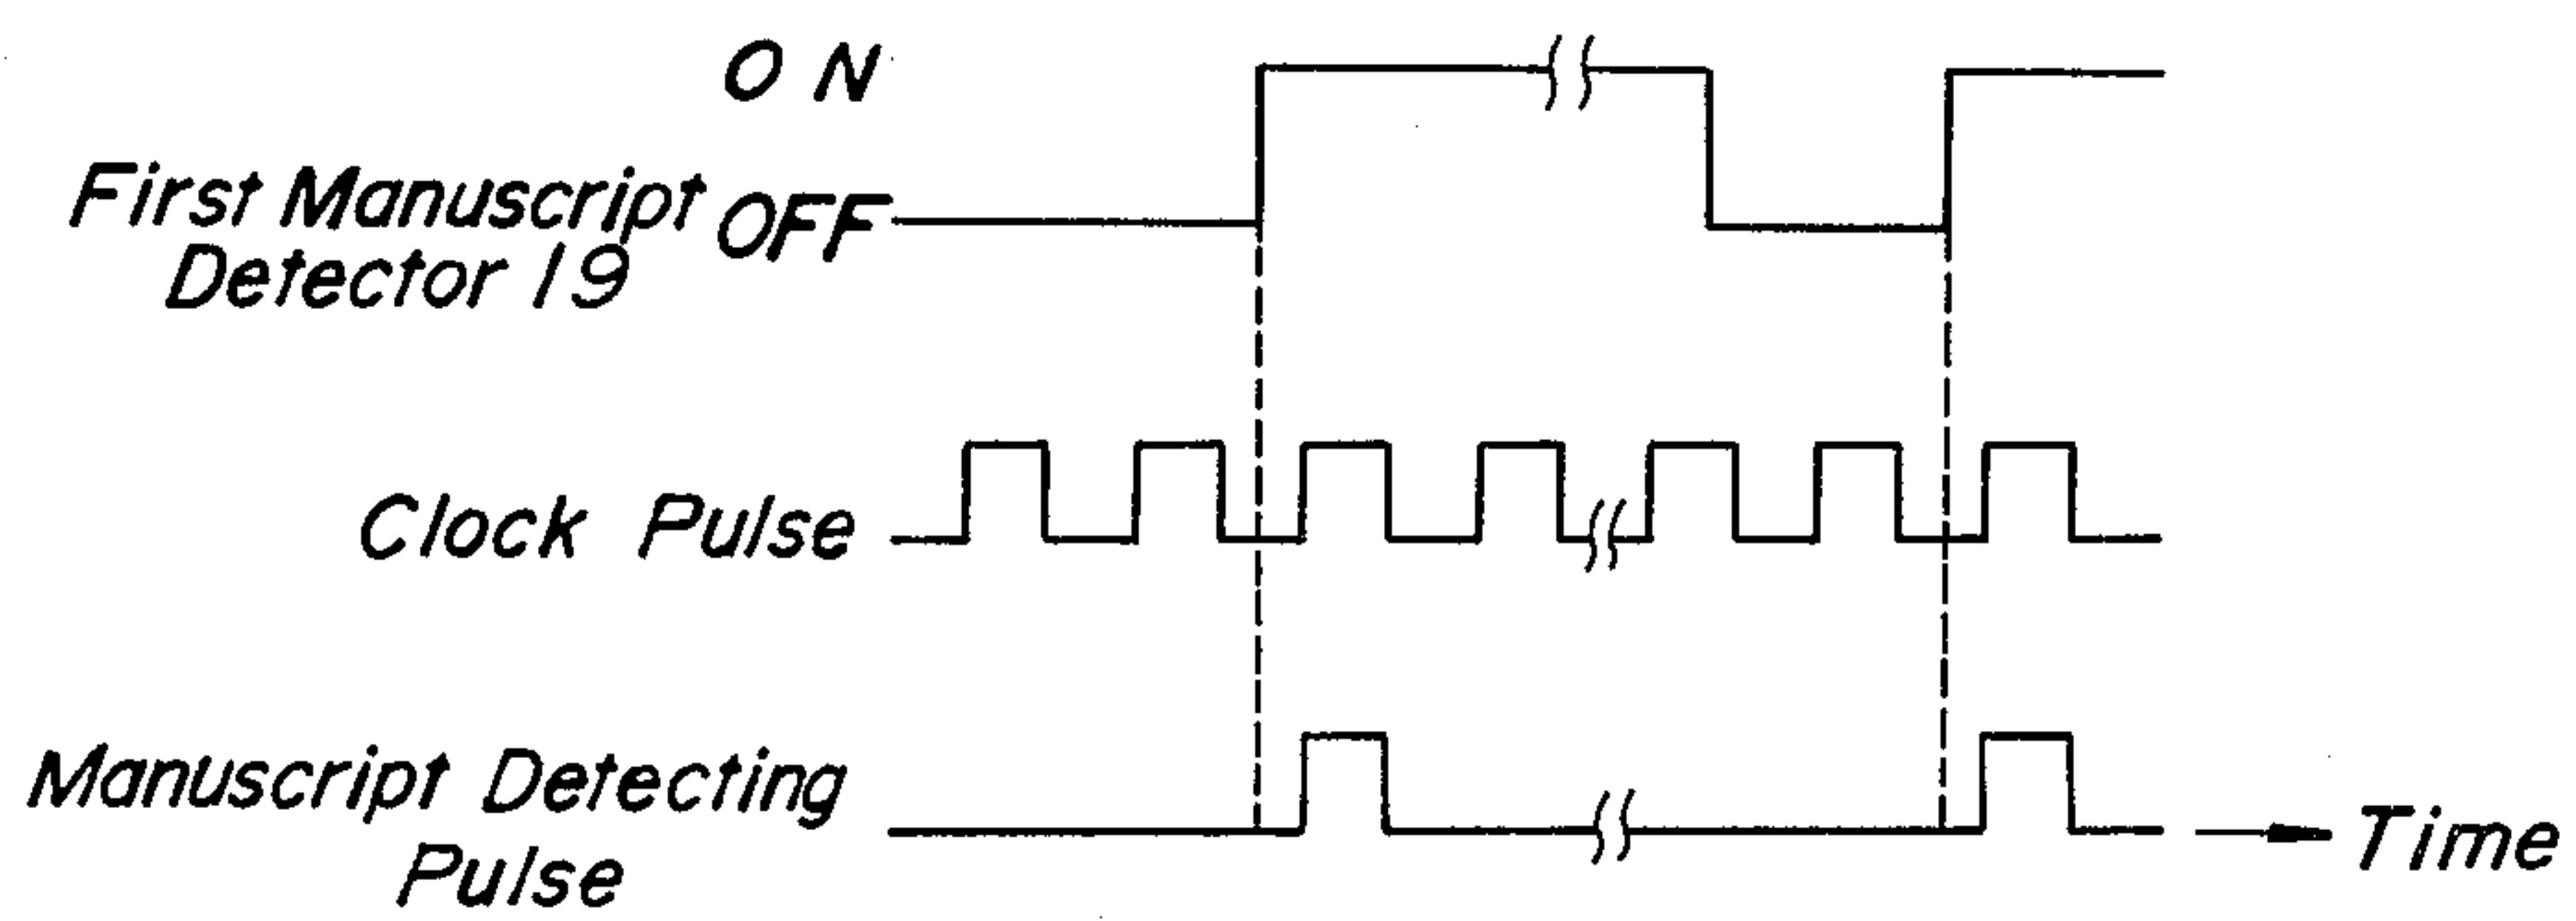 ON
First Manuscript OFF
Detector 19
Clock Pulse
Manuscript Detecting
Pulse
Time